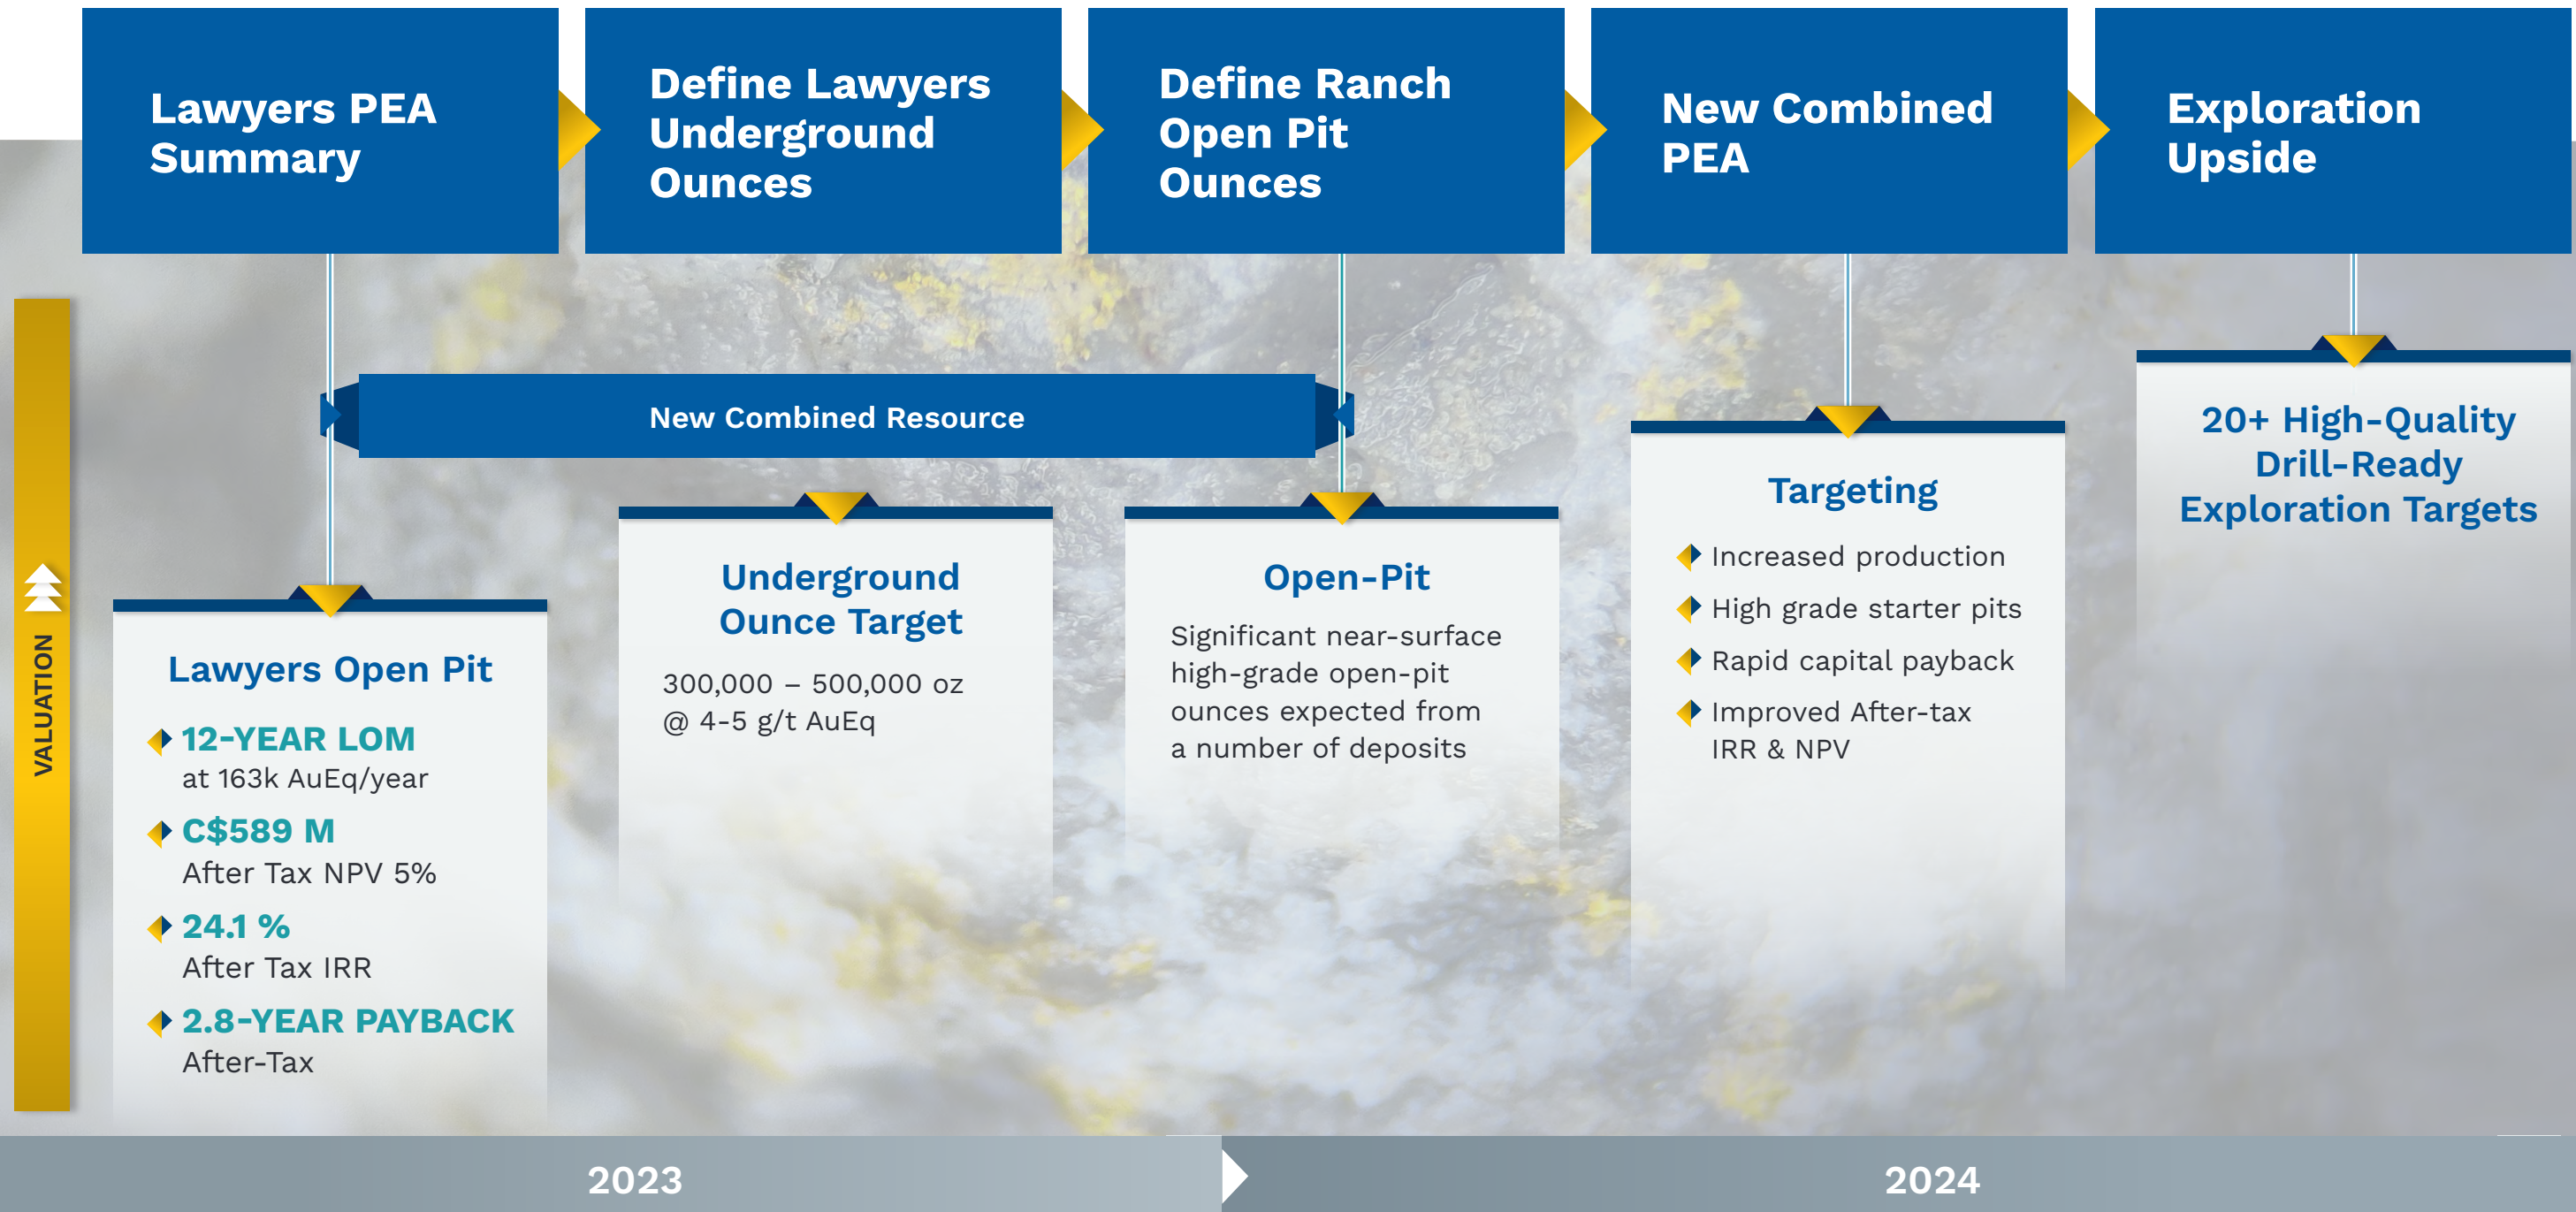 Lawyers PEA
Summary
Define Lawyers
Underground
Ounces
Define Ranch
Open Pit
Ounces
New Combined
PEA
Exploration
Upside
New Combined Resource
VALUATION
Lawyers Open Pit
12-YEAR LOM
at 163k AuEq/year
C$589 M
After Tax NPV 5%
24.1 %
After Tax IRR
2.8-YEAR PAYBACK
After-Tax
Underground
Ounce Target
300,000 – 500,000 oz
@ 4-5 g/t AuEq
Open-Pit
Significant near-surface
high-grade open-pit
ounces expected from
a number of deposits
Targeting
Increased production
High grade starter pits
Rapid capital payback
Improved After-tax
IRR & NPV
20+ High-Quality
Drill-Ready
Exploration Targets
2023
2024